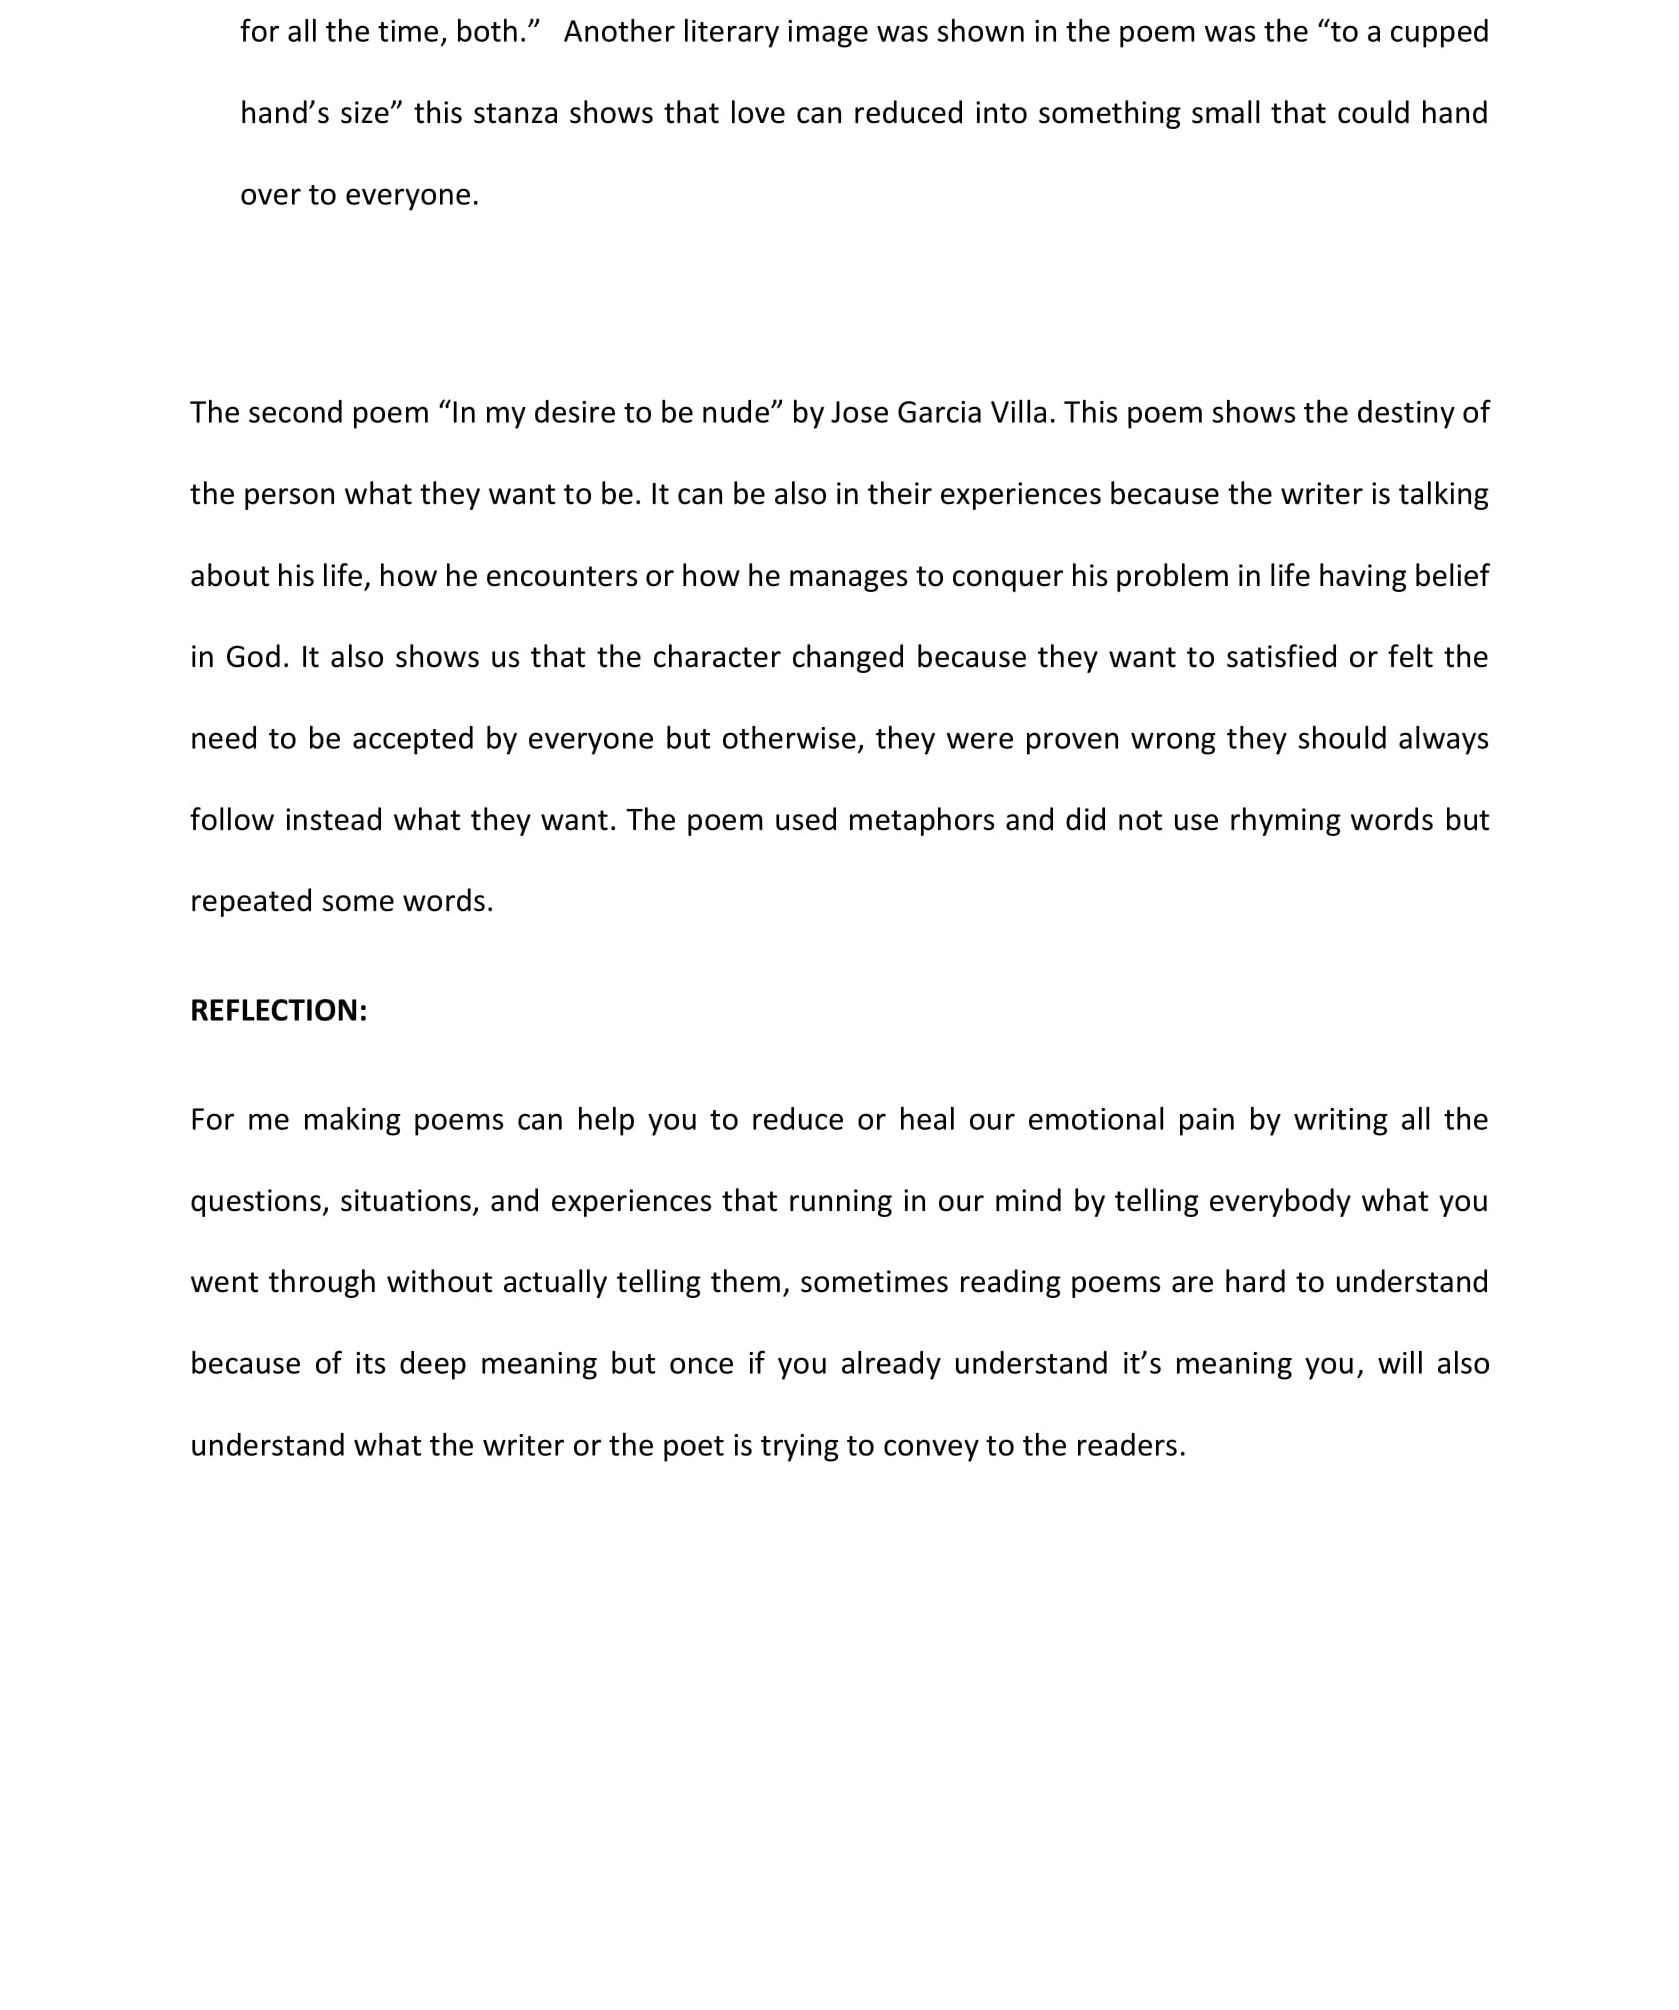 for all the time, both.”   Another literary image was shown in the poem was the “to a cupped
hand’s size” this stanza shows that love can reduced into something small that could hand
over to everyone.
The second poem “In my desire to be nude” by Jose Garcia Villa. This poem shows the destiny of
the person what they want to be. It can be also in their experiences because the writer is talking
about his life, how he encounters or how he manages to conquer his problem in life having belief
in God. It also shows us that the character changed because they want to satisfied or felt the
need to be accepted by everyone but otherwise, they were proven wrong they should always
follow instead what they want. The poem used metaphors and did not use rhyming words but
repeated some words.
REFLECTION:
For me making poems can help you to reduce or heal our emotional pain by writing all the
questions, situations, and experiences that running in our mind by telling everybody what you
went through without actually telling them, sometimes reading poems are hard to understand
because of its deep meaning but once if you already understand it’s meaning you, will also
understand what the writer or the poet is trying to convey to the readers.